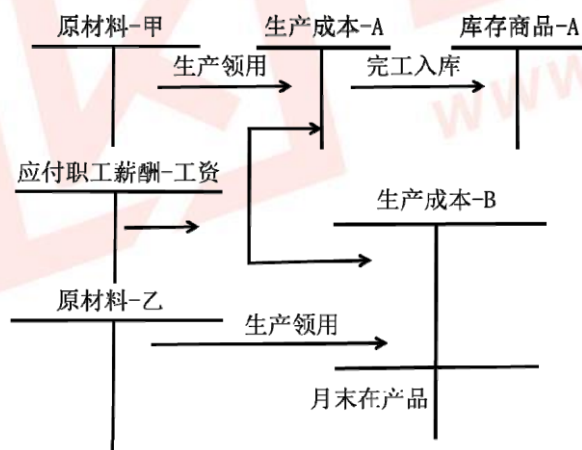 原材料-甲
生产成本-A
库存商品-A
生产领用
完工入库
www
应付职工薪酬-工资
生产成本-B
原材料-乙
生产领用
月末在产品